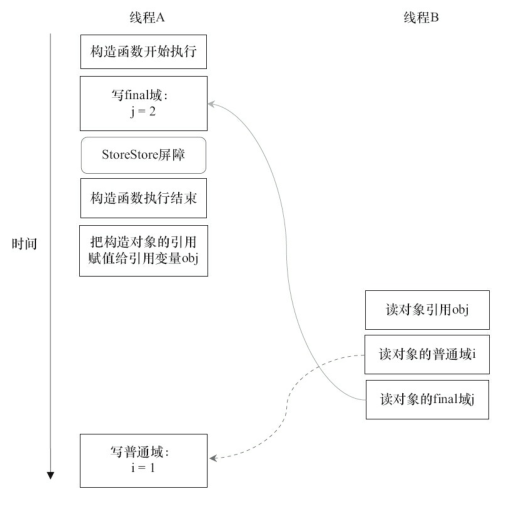 线程A
线程B
构造函数开始执行
写final域：
j = 2
StoreStore屏障
构造函数执行结束
时间
把构造对象的引用
赋值给引用变量obj
读对象引用obj
读对象的普通域i
读对象的final域j
写普通域：
i = 1